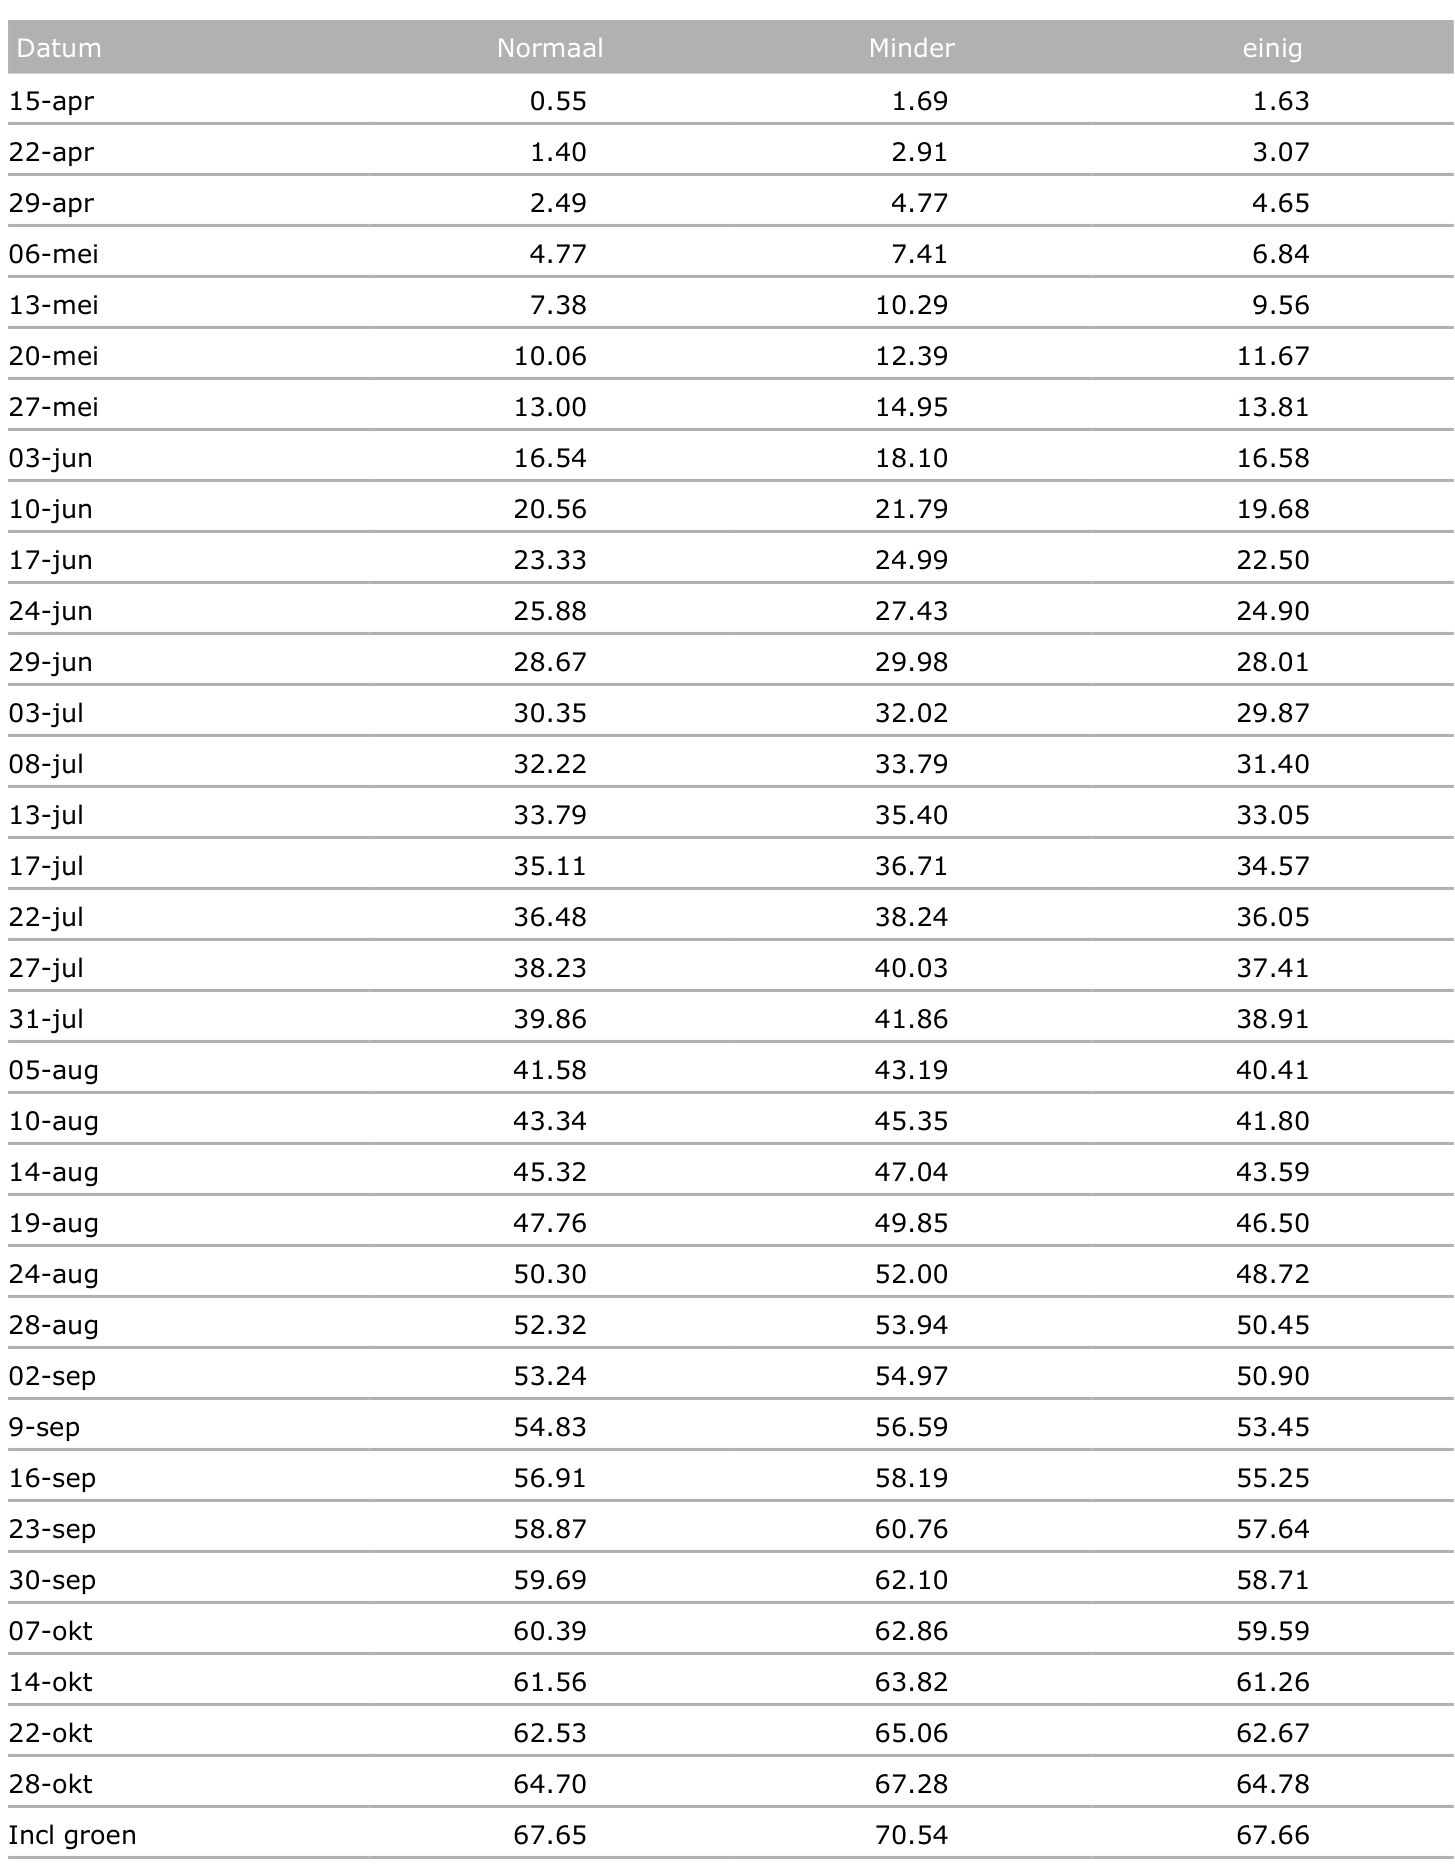 Datum Normaal Minder einig
15-apr 0.55 1.69 1.63
22-apr 1.40 2.91 3.07
29-apr 2.49 4.77 4.65
06-mei 4.77 7.41 6.84
13-mei 7.38 10.29 9.56
20-mei 10.06 12.39 11.67
27-mei 13.00 14.95 13.81
03-jun 16.54 18.10 16.58
10-jun 20.56 21.79 19.68
17-jun 23.33 24.99 22.50
24-jun 25.88 27.43 24.90
29-jun 28.67 29.98 28.01
03-jul 30.35 32.02 29.87
08-jul 32.22 33.79 31.40
13-jul 33.79 35.40 33.05
17-jul 35.11 36.71 34.57
22-jul 36.48 38.24 36.05
27-jul 38.23 40.03 37.41
31-jul 39.86 41.86 38.91
05-aug 41.58 43.19 40.41
10-aug 43.34 45.35 41.80
14-aug 45.32 47.04 43.59
19-aug 47.76 49.85 46.50
24-aug 50.30 52.00 48.72
28-aug 52.32 53.94 50.45
02-sep 53.24 54.97 50.90
9-sep 54.83 56.59 53.45
16-sep 56.91 58.19 55.25
23-sep 58.87 60.76 57.64
30-sep 59.69 62.10 58.71
07-okt 60.39 62.86 59.59
14-okt 61.56 63.82 61.26
22-okt 62.53 65.06 62.67
28-okt 64.70 67.28 64.78
Incl groen 67.65 70.54 67.66